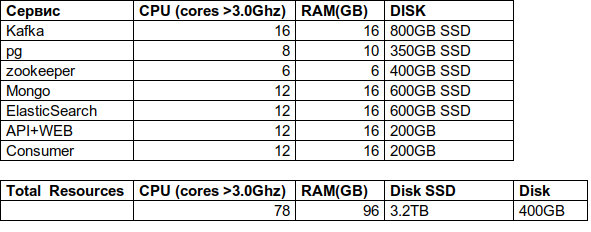 Сервис CPU (cores >3.0Ghz) RAM(GB) DISK
Kafka 16 16 800GB SSD
pg 8 10 350GB SSD
zookeeper 6 6 400GB SSD
Mongo 12 16 600GB SSD
ElasticSearch 12 16 600GB SSD
API+WEB 12 16 200GB
Consumer 12 16 200GB
Total Resources CPU (cores >3.0Ghz) RAM(GB) Disk SSD Disk
78 96 3.2TB 400GB